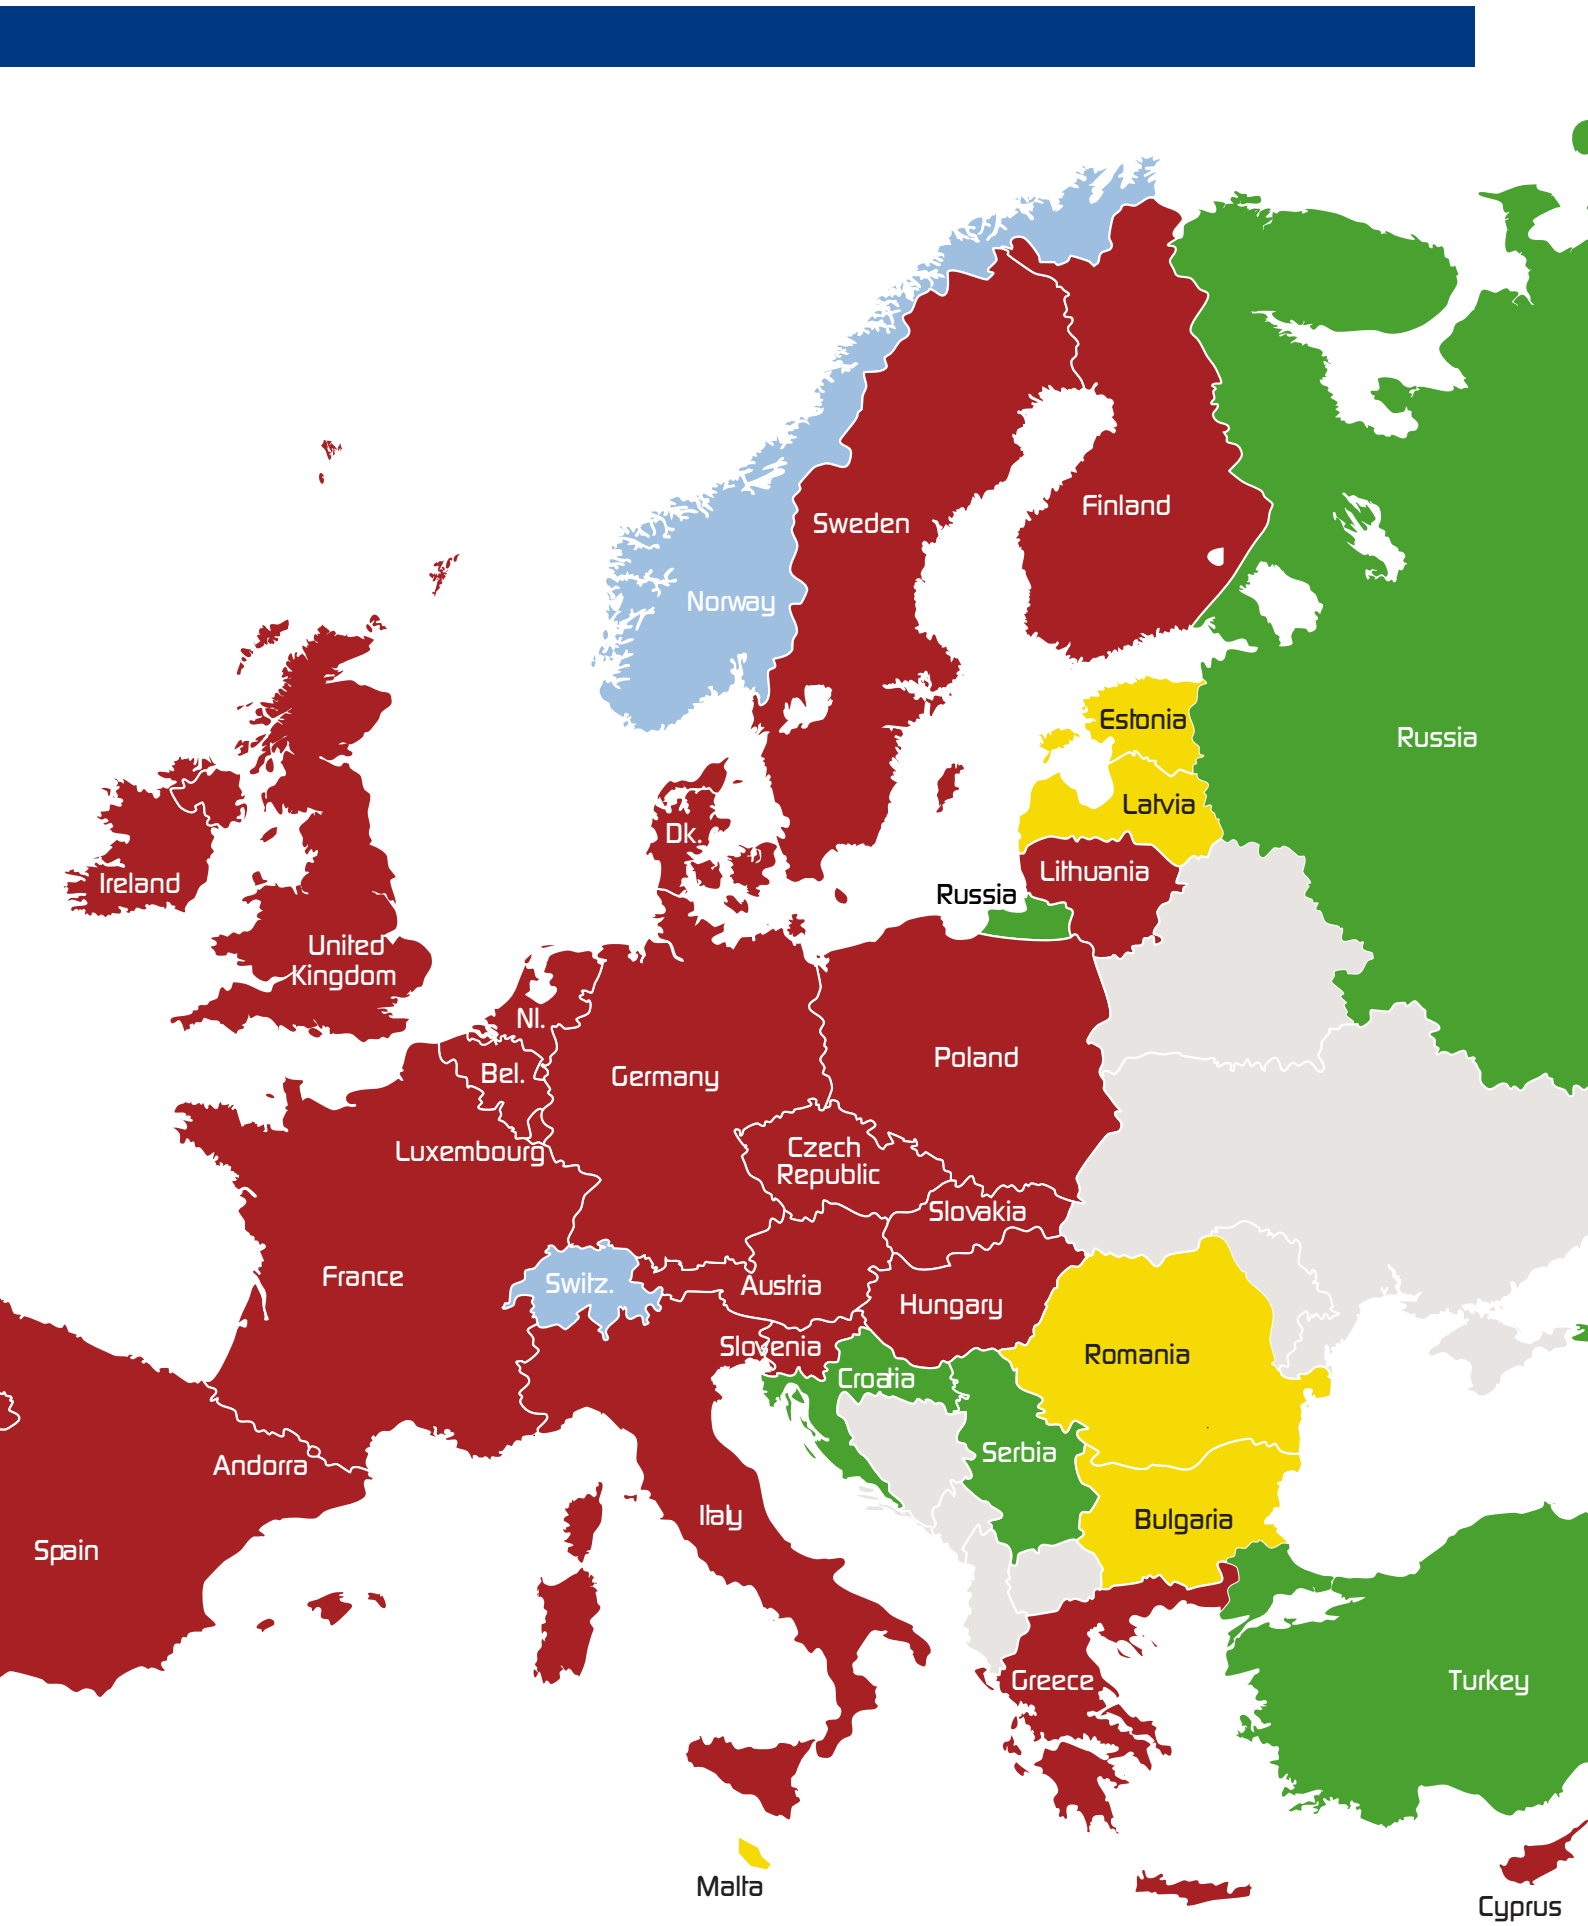 Finland
Sweden
Norway
Estonia
Russia
Latvia
Dk.
Lithuania
Ireland
Russia
United
Kingdom
Nl.
Poland
Bel.
Germany
Czech
Republic
Luxembourg
Slovakia
France
Switz.
Austria
Hungary
Slovenia
Romania
Croatia
Serbia
Andorra
Italy
Bulgaria
Spain
Greece
Turkey
Malta
Cyprus